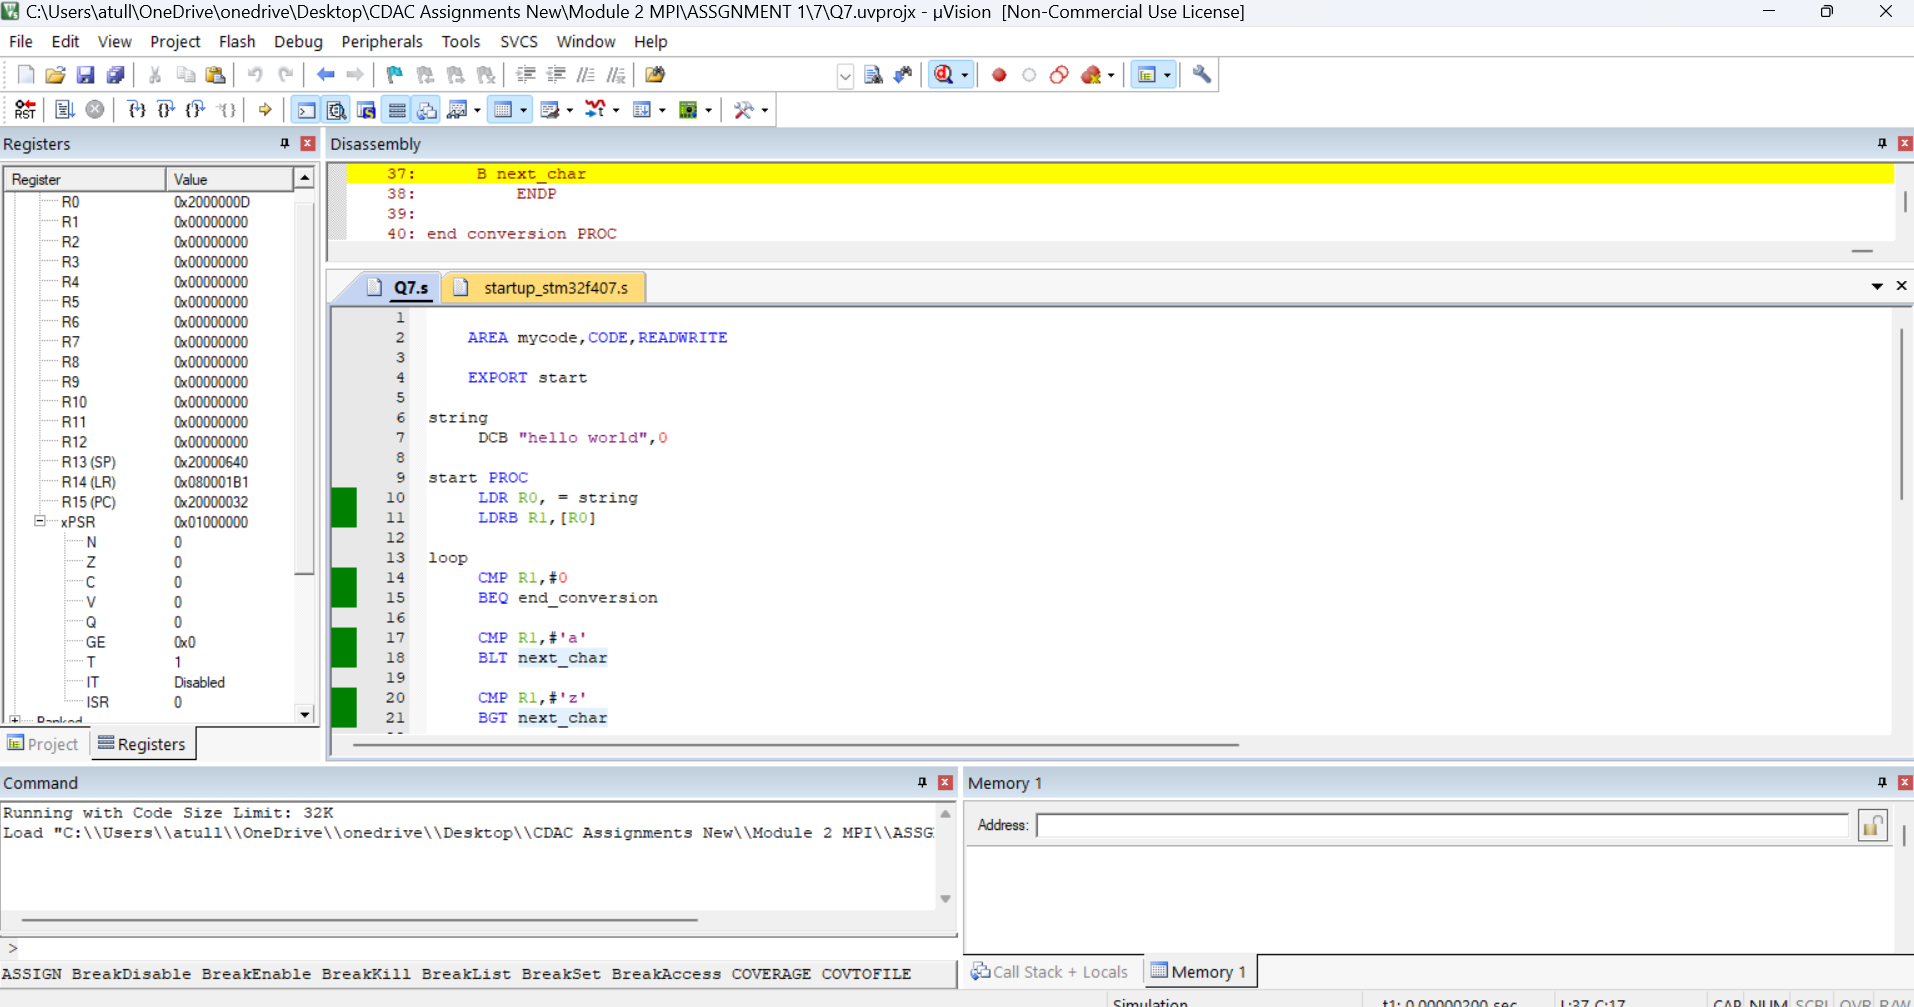 C:\Users\atull\OneDrive\onedrive\Desktop\CDAC Assignments New\Module 2 MPI\ASSGNMENT 1\7\Q7.uvprojx - µVision [Non-Commercial Use License]
File Edit View Project Flash Debug Peripherals Tools SVCS Window Help
RST
Registers
Register Value
R0 0x2000000D
R1 0x00000000
R2 0x00000000
R3 0x00000000
R4 0x00000000
R5 0x00000000
R6 0x00000000
R7 0x00000000
R8 0x00000000
R9 0x00000000
R10 0x00000000
R11 0x00000000
R12 0x00000000
R13 (SP) 0x20000640
R14 (LR) 0x080001B1
R15 (PC) 0x20000032
xPSR 0x01000000
N 0
Z 0
C 0
V 0
Q 0
GE 0x0
T 1
IT Disabled
ISR 0
Banked
Project Registers
Disassembly
37: B next_char
38: ENDP
39:
40: end conversion PROC
Q7.s startup_stm32f407.s
1
2 AREA mycode,CODE,READWRITE
3
4 EXPORT start
5
6 string
7 DCB "hello world",0
8
9 start PROC
10 LDR R0, = string
11 LDRB R1,[R0]
12
13 loop
14 CMP R1,#0
15 BEQ end_conversion
16
17 CMP R1,#'a'
18 BLT next_char
19
20 CMP R1,#'z'
21 BGT next_char
Command
Running with Code Size Limit: 32K
Load "C:\\Users\\atull\\OneDrive\\onedrive\\Desktop\\CDAC Assignments New\\Module 2 MPI\\ASSG
>
ASSIGN BreakDisable BreakEnable BreakKill BreakList BreakSet BreakAccess COVERAGE COVTOFILE
Memory 1
Address:
Call Stack + Locals Memory 1
Simulation t1: 0.00000200 sec L:37 C:17 CAP NUM SCRL OVR R/W